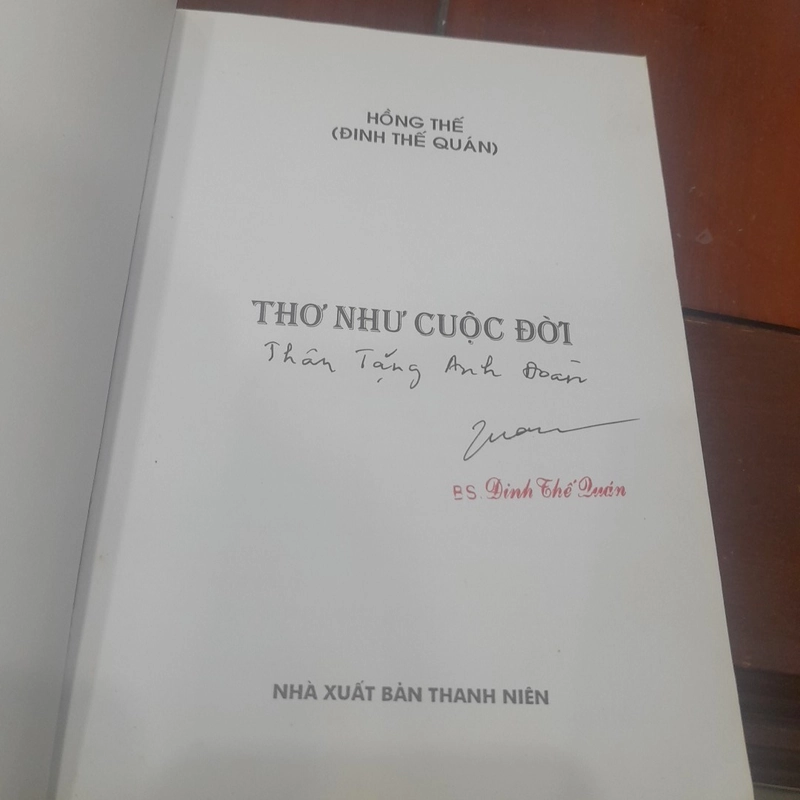 HỒNG THẾ
(ĐINH THẾ QUÁN)
THƠ NHƯ CUỘC ĐỜI
Thân Tặng Anh Đoàn
Quan
BS. Đinh Thế Quán
NHÀ XUẤT BẢN THANH NIÊN